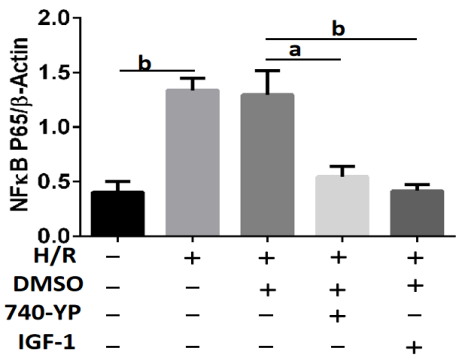 2.0
b
b
a
1.5
1.0
0.5
0.0
NFκB P65/β-Actin
H/R – + + + +
DMSO – – + + +
740-YP – – – + –
IGF-1 – – – – +